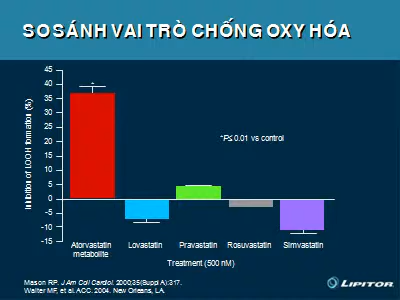 SO SÁNH VAI TRÒ CHỐNG OXY HÓA
Inhibition of LOOH formation (%)
45
40
35
30
25
20
15
10
5
0
-5
-10
-15
*
*P≤ 0.01 vs control
Atorvastatin
metabolite
Lovastatin
Pravastatin
Rosuvastatin
Simvastatin
Treatment (500 nM)
Mason RP. J Am Coll Cardiol. 2000;35(Suppl A):317.
Walter MF, et al. ACC. 2004. New Orleans, LA.
LIPITOR